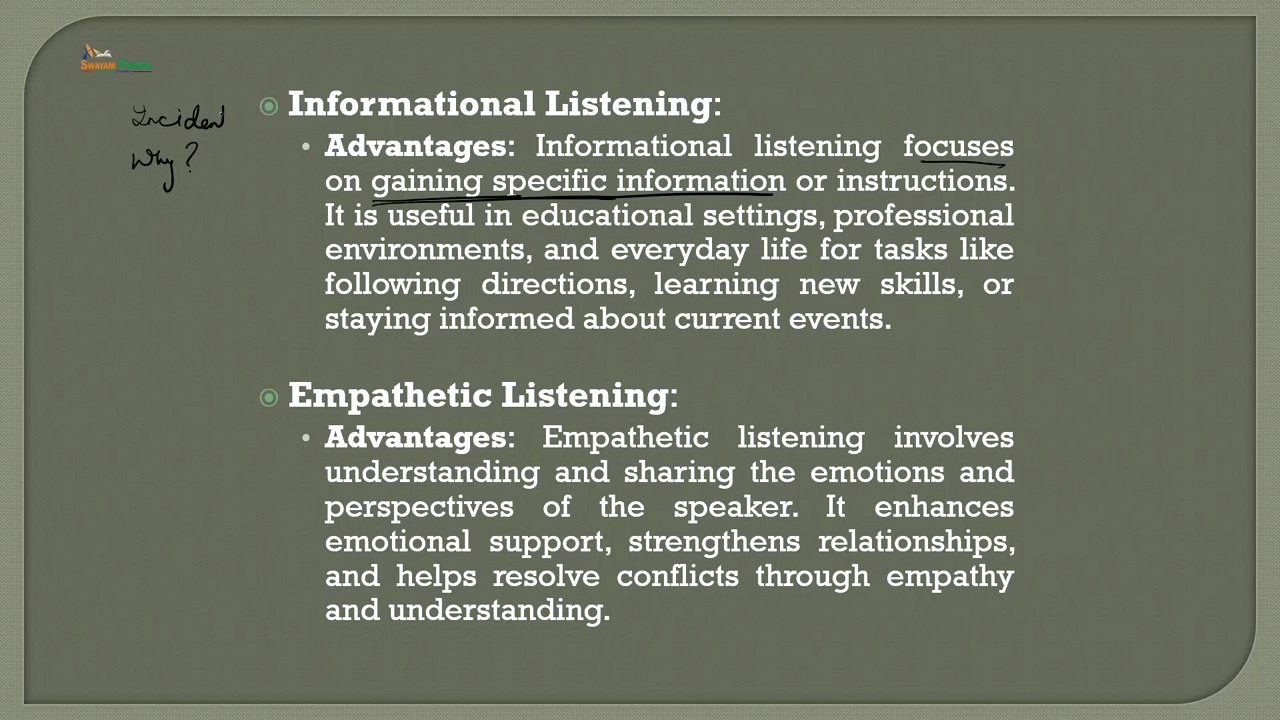 SWAYAM
Inciden
Why?
Informational Listening:
Advantages: Informational listening focuses
on gaining specific information or instructions.
It is useful in educational settings, professional
environments, and everyday life for tasks like
following directions, learning new skills, or
staying informed about current events.
Empathetic Listening:
Advantages: Empathetic listening involves
understanding and sharing the emotions and
perspectives of the speaker. It enhances
emotional support, strengthens relationships,
and helps resolve conflicts through empathy
and understanding.